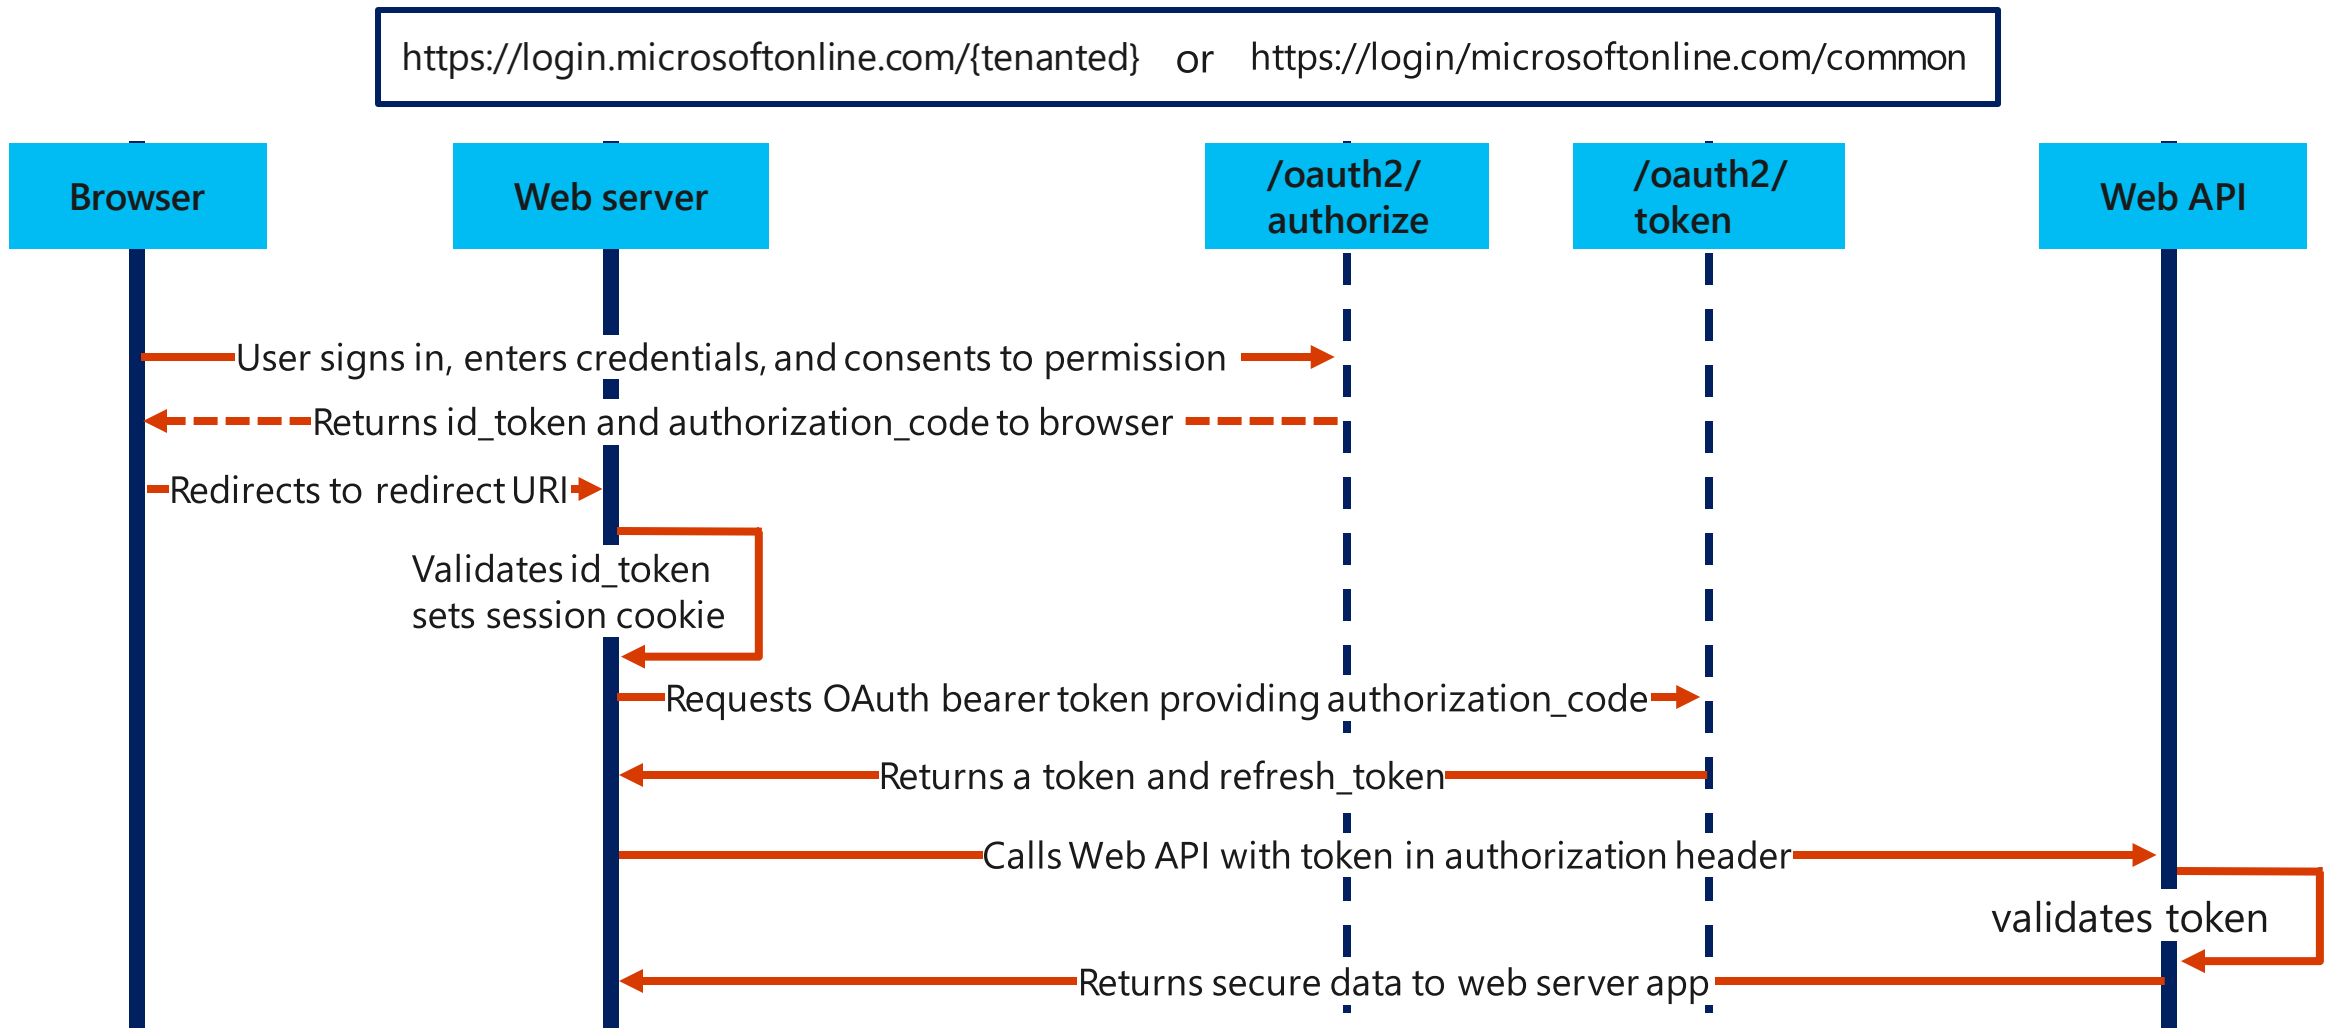 https://login.microsoftonline.com/{tenanted} or https://login/microsoftonline.com/common
Browser
Web server
/oauth2/
authorize
/oauth2/
token
Web API
User signs in, enters credentials, and consents to permission
Returns id_token and authorization_code to browser
Redirects to redirect URI
Validates id_token
sets session cookie
Requests OAuth bearer token providing authorization_code
Returns a token and refresh_token
Calls Web API with token in authorization header
validates token
Returns secure data to web server app